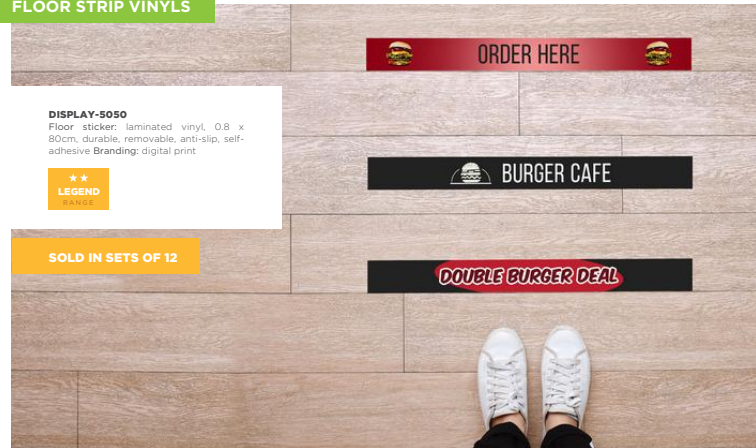 FLOOR STRIP VINYLS
DISPLAY-5050
Floor sticker: laminated vinyl, 0.8 x
80cm, durable, removable, anti-slip, self-
adhesive Branding: digital print
LEGEND
RANGE
SOLD IN SETS OF 12
ORDER HERE
BURGER CAFE
DOUBLE BURGER DEAL